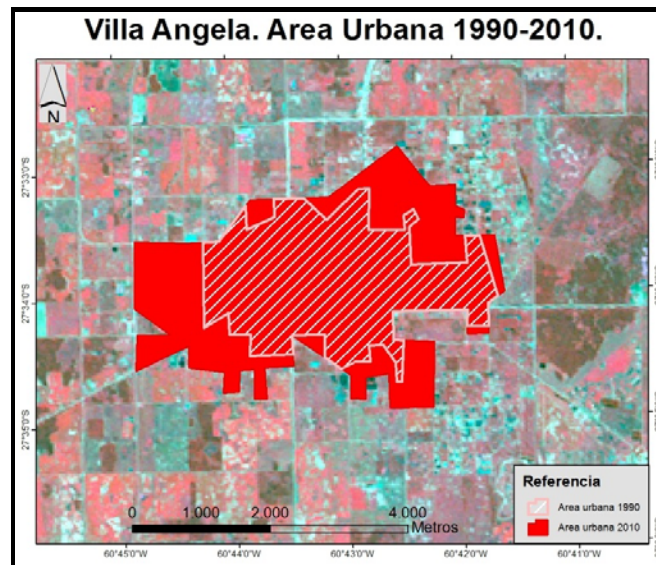 Villa Angela. Area Urbana 1990-2010.
N
27°33'0"S
27°34'0"S
27°35'0"S
0 1.000 2.000 4.000
Metros
Referencia
Area urbana 1990
Area urbana 2010
60°45'0"W 60°44'0"W 60°43'0"W 60°42'0"W 60°41'0"W